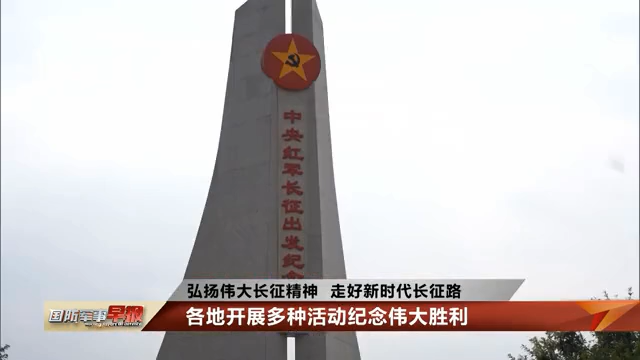 中央红军长征出发纪念
弘扬伟大长征精神 走好新时代长征路
国防军事早报
各地开展多种活动纪念伟大胜利